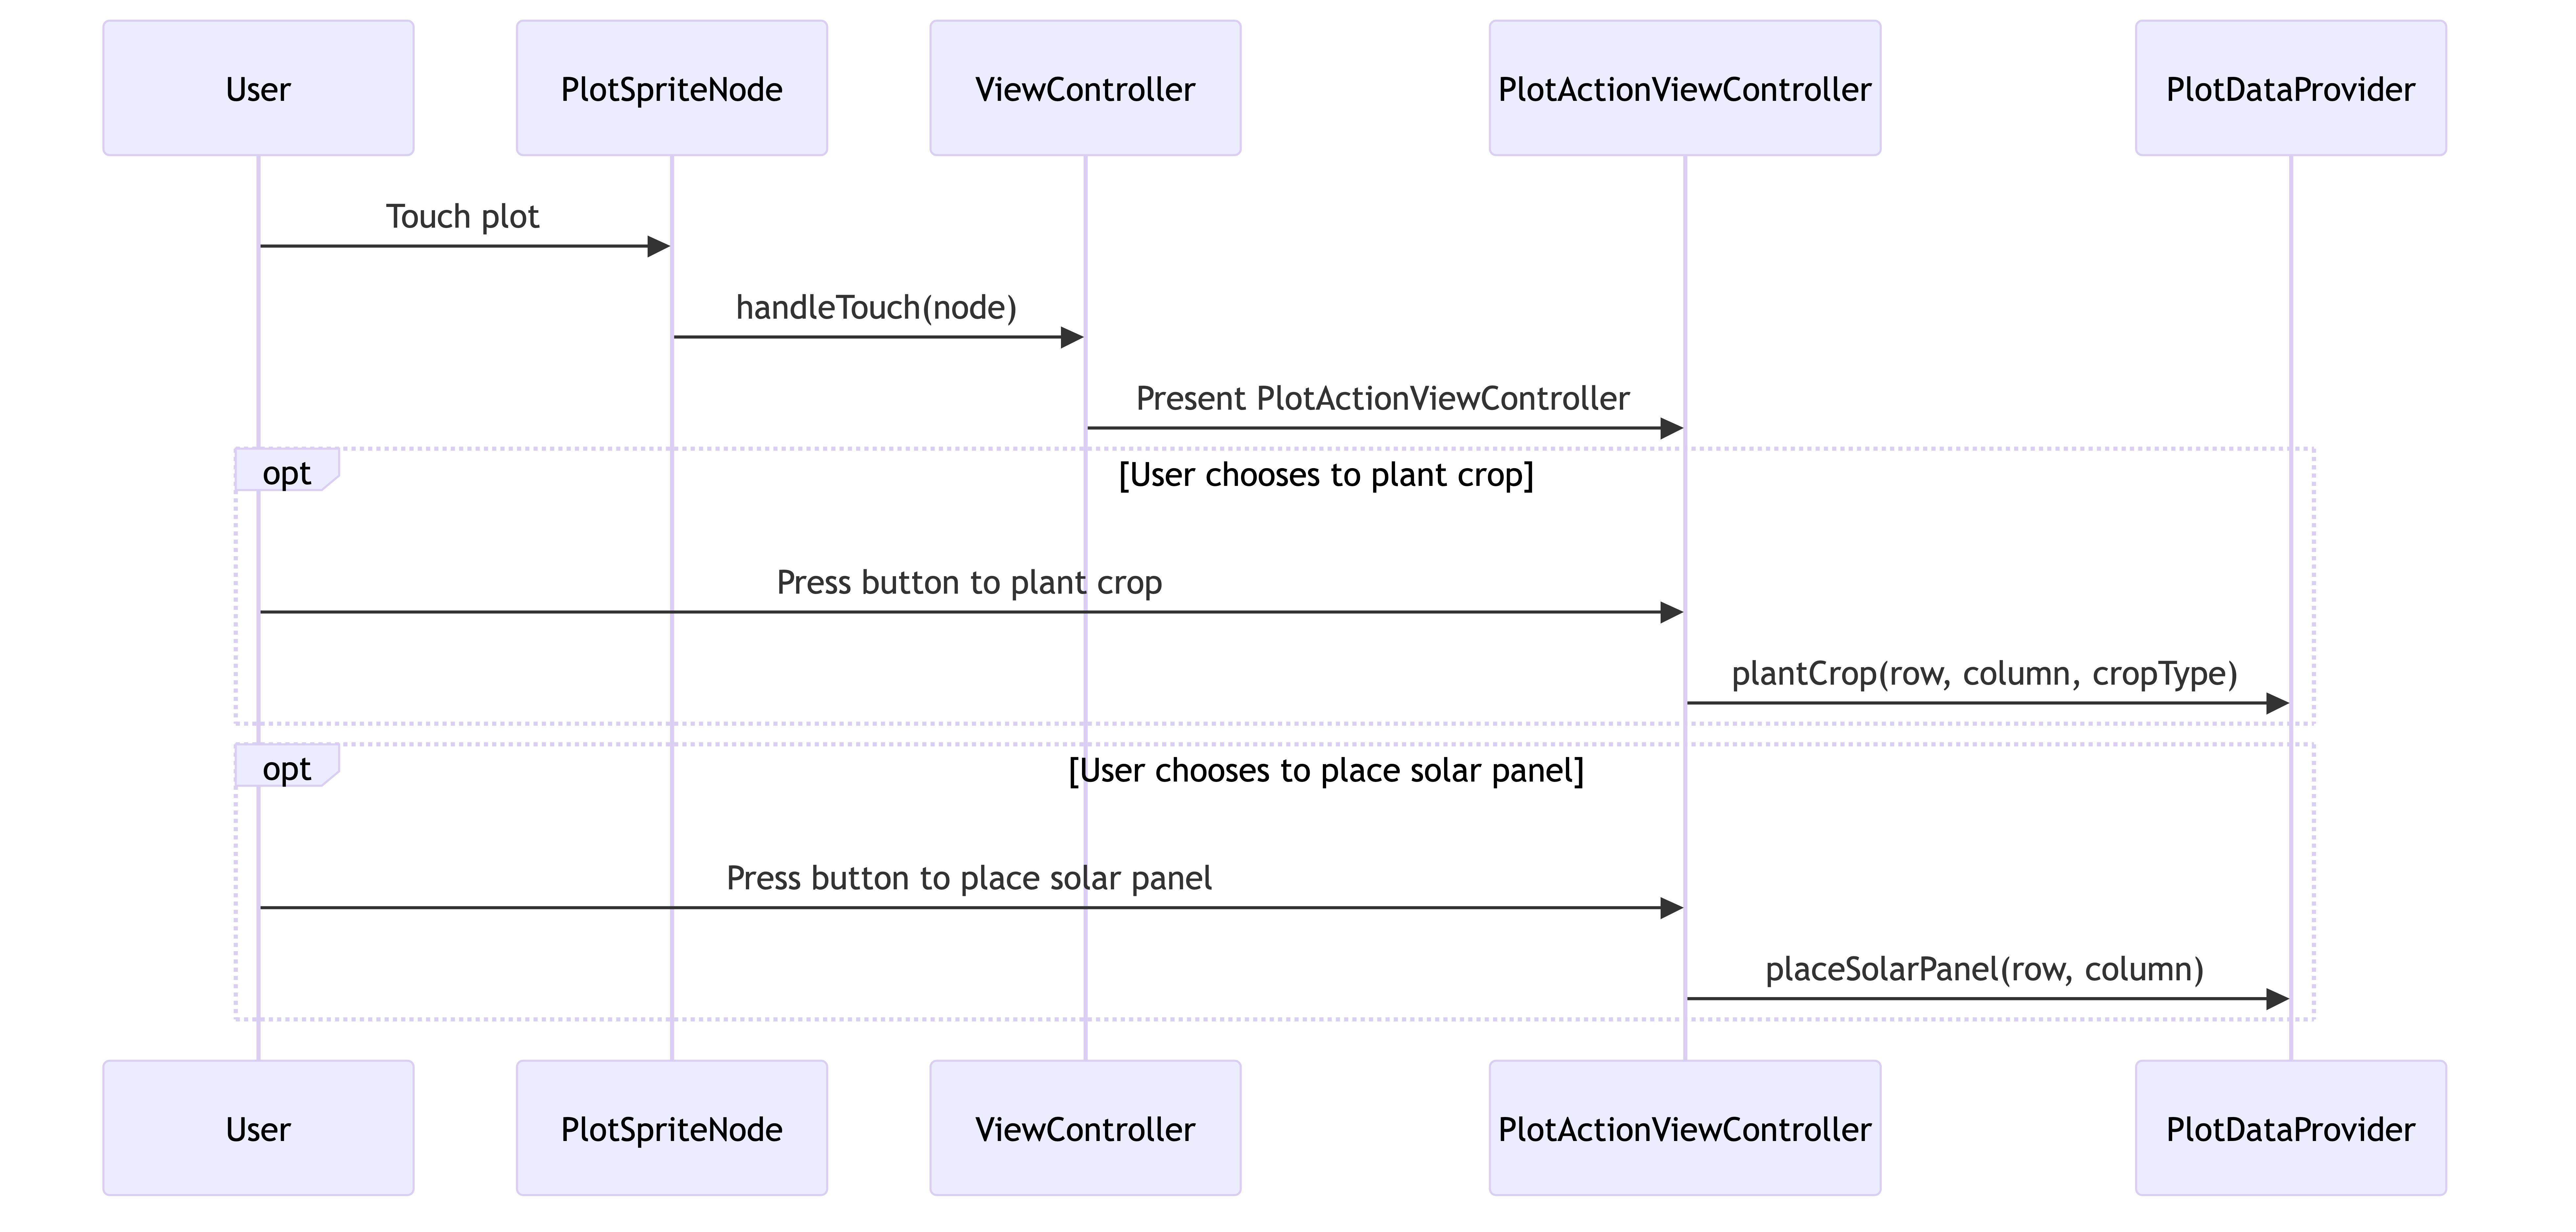 User
PlotSpriteNode
ViewController
PlotActionViewController
PlotDataProvider
Touch plot
handleTouch(node)
Present PlotActionViewController
opt
[User chooses to plant crop]
Press button to plant crop
plantCrop(row, column, cropType)
opt
[User chooses to place solar panel]
Press button to place solar panel
placeSolarPanel(row, column)
User
PlotSpriteNode
ViewController
PlotActionViewController
PlotDataProvider